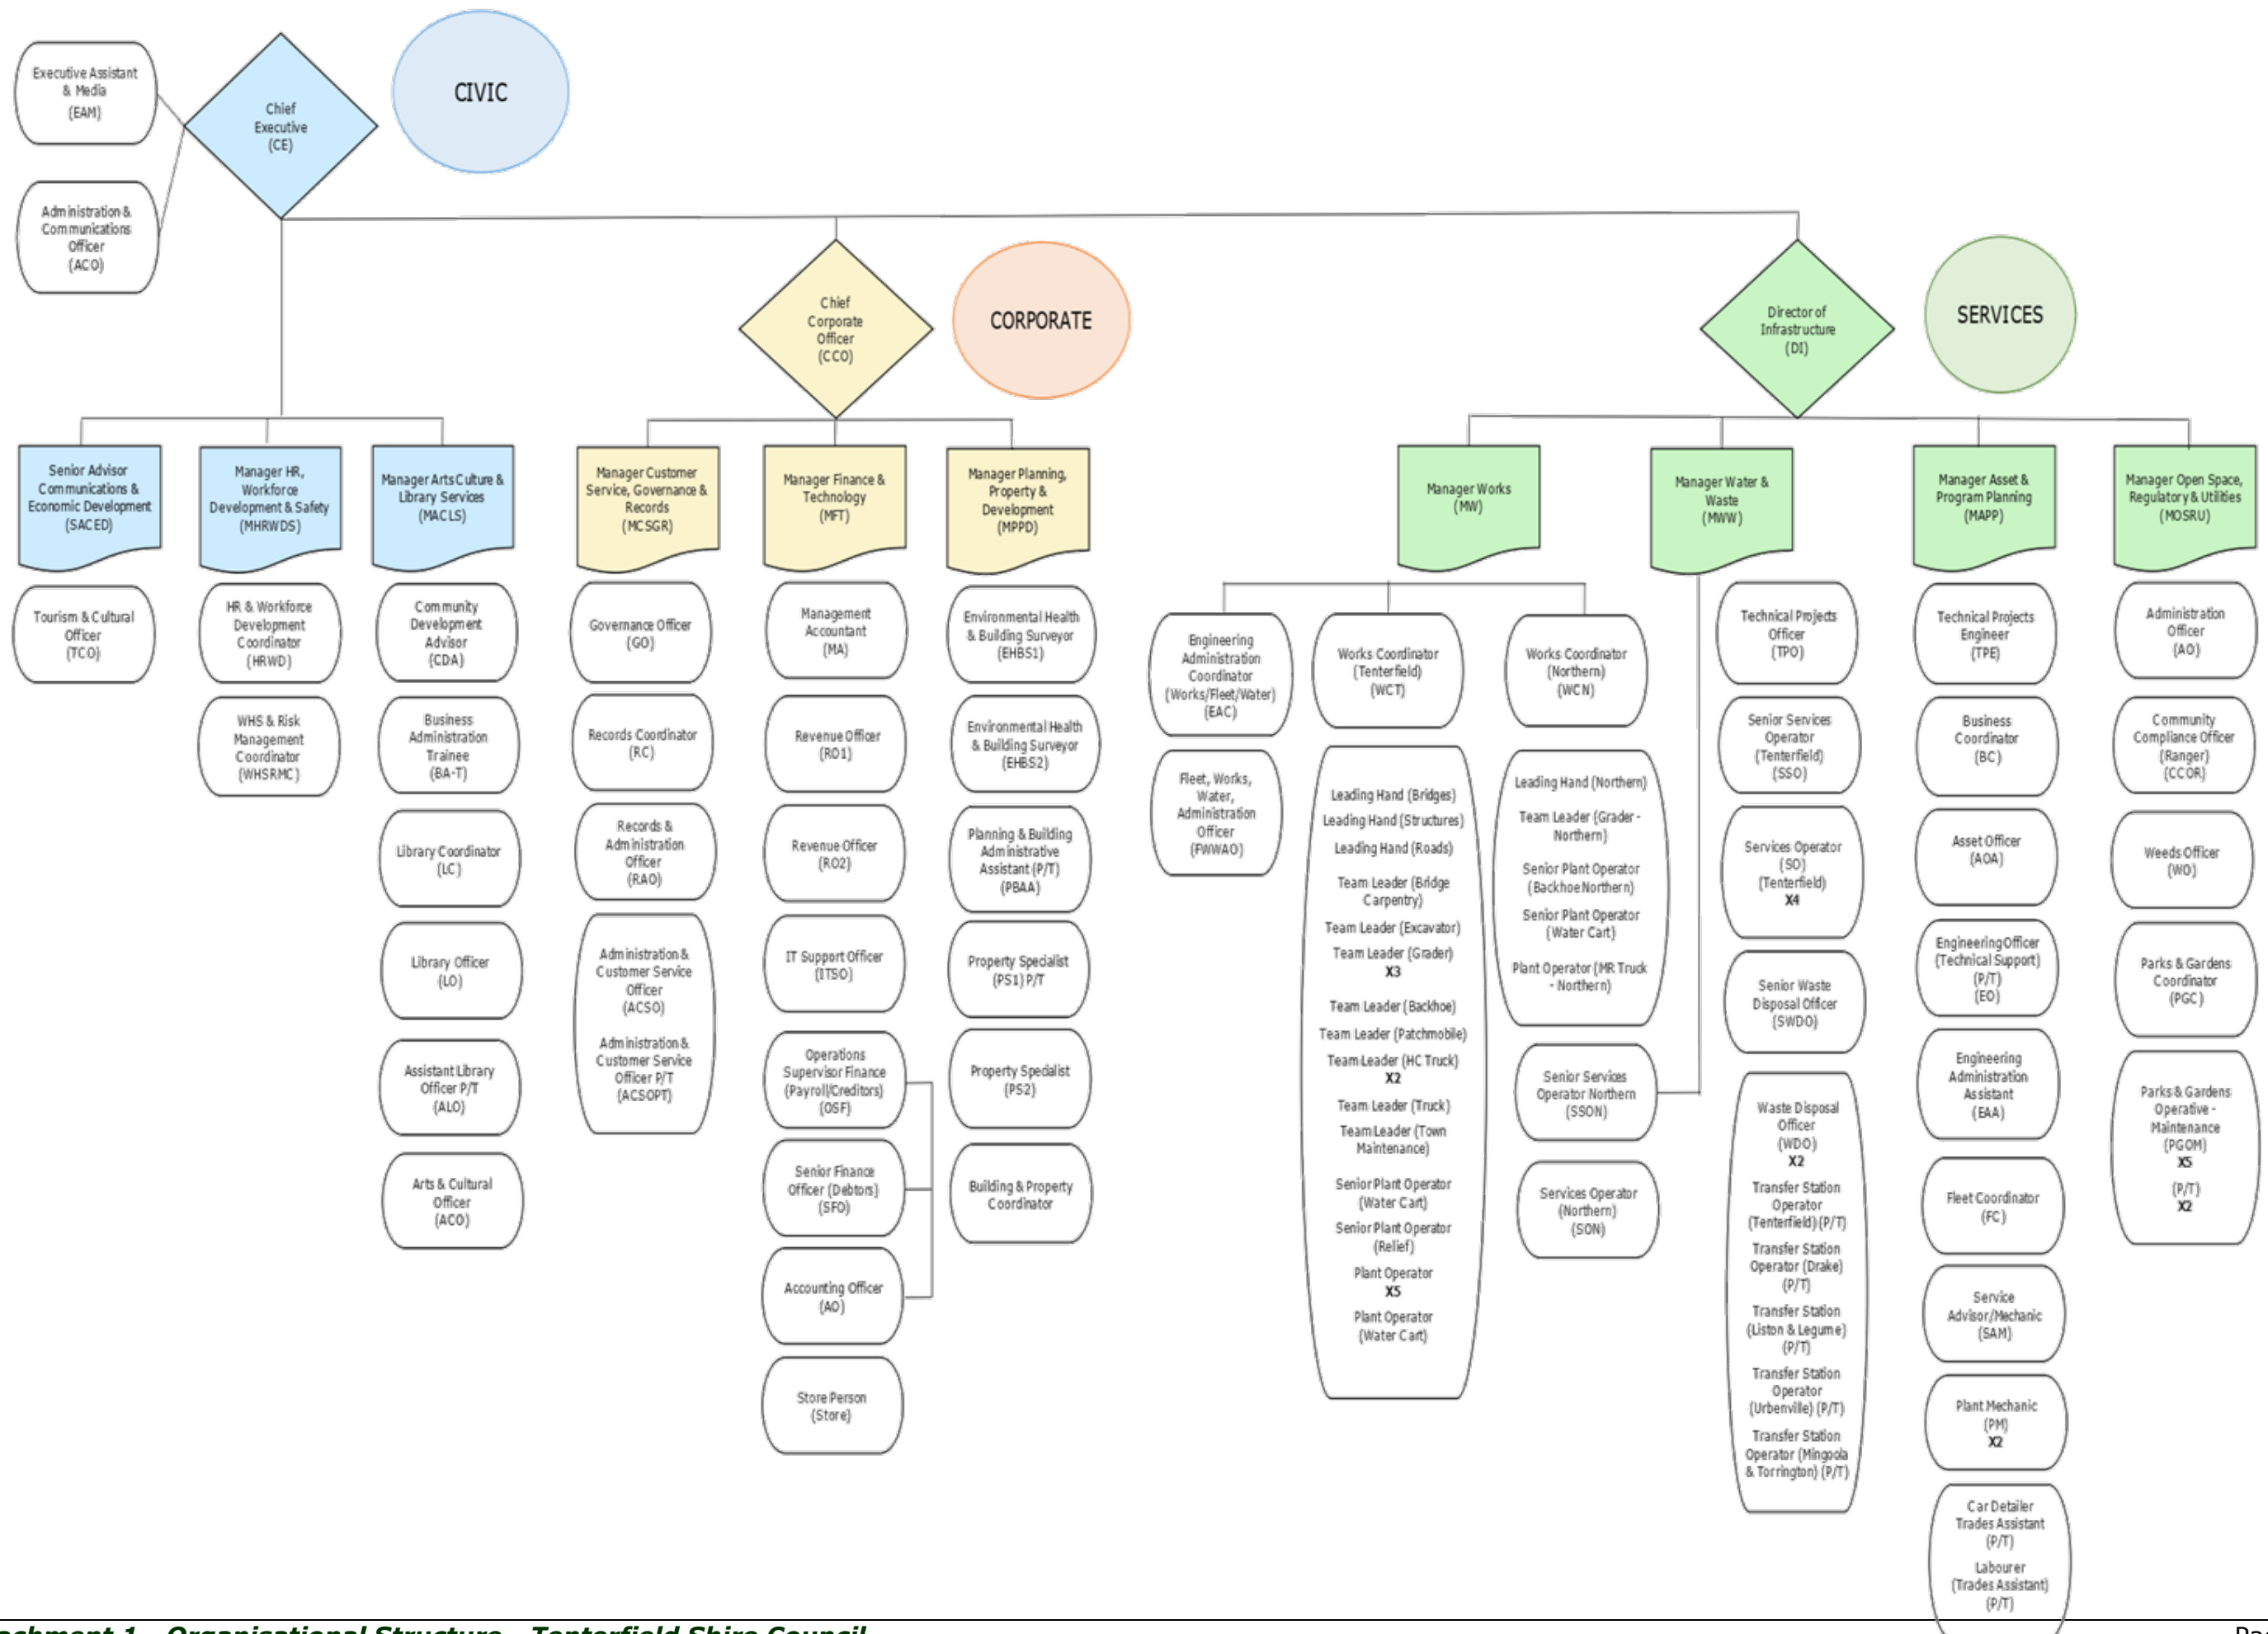 Executive Assistant
& Media
(EAM)
Chief
Executive
(CE)
CIVIC
Administration &
Communications
Officer
(ACO)
Chief
Corporate
Officer
(CCO)
CORPORATE
Director of
Infrastructure
(DI)
SERVICES
Senior Advisor
Communications &
Economic Development
(SACED)
Tourism & Cultural
Officer
(TCO)
Manager HR,
Workforce
Development & Safety
(MHRWDS)
HR & Workforce
Development
Coordinator
(HRWD)
WHS & Risk
Management
Coordinator
(WHSRMC)
Manager Arts Culture &
Library Services
(MACLS)
Community
Development
Advisor
(CDA)
Business
Administration
Trainee
(BA-T)
Library Coordinator
(LC)
Library Officer
(LO)
Assistant Library
Officer P/T
(ALO)
Arts & Cultural
Officer
(ACO)
Manager Customer
Service, Governance &
Records
(MCSGR)
Governance Officer
(GO)
Records Coordinator
(RC)
Records &
Administration
Officer
(RAO)
Administration &
Customer Service
Officer
(ACSO)
Administration &
Customer Service
Officer P/T
(ACSOPT)
Manager Finance &
Technology
(MFT)
Management
Accountant
(MA)
Revenue Officer
(RO1)
Revenue Officer
(RO2)
IT Support Officer
(ITSO)
Operations
Supervisor Finance
(Payroll/Creditors)
(OSF)
Senior Finance
Officer (Debtors)
(SFO)
Accounting Officer
(AO)
Store Person
(Store)
Manager Planning,
Property &
Development
(MPPD)
Environmental Health
& Building Surveyor
(EHBS1)
Environmental Health
& Building Surveyor
(EHBS2)
Planning & Building
Administrative
Assistant (P/T)
(PBAA)
Property Specialist
(PS1) P/T
Property Specialist
(PS2)
Building & Property
Coordinator
Manager Works
(MW)
Engineering
Administration
Coordinator
(Works/Fleet/Water)
(EAC)
Fleet, Works,
Water,
Administration
Officer
(FWWAO)
Works Coordinator
(Tenterfield)
(WCT)
Leading Hand (Bridges)
Leading Hand (Structures)
Leading Hand (Roads)
Team Leader (Bridge
Carpentry)
Team Leader (Excavator)
Team Leader (Grader)
X3
Team Leader (Backhoe)
Team Leader (Patchmobile)
Team Leader (HC Truck)
X2
Team Leader (Truck)
Team Leader (Town
Maintenance)
Senior Plant Operator
(Water Cart)
Senior Plant Operator
(Relief)
Plant Operator
X5
Plant Operator
(Water Cart)
Works Coordinator
(Northern)
(WCN)
Leading Hand (Northern)
Team Leader (Grader -
Northern)
Senior Plant Operator
(Backhoe Northern)
Senior Plant Operator
(Water Cart)
Plant Operator (MR Truck
- Northern)
Senior Services
Operator Northern
(SSON)
Services Operator
(Northern)
(SON)
Manager Water &
Waste
(MWW)
Technical Projects
Officer
(TPO)
Senior Services
Operator
(Tenterfield)
(SSO)
Services Operator
(SO)
(Tenterfield)
X4
Senior Waste
Disposal Officer
(SWDO)
Waste Disposal
Officer
(WDO)
X2
Transfer Station
Operator
(Tenterfield) (P/T)
Transfer Station
Operator (Drake)
(P/T)
Transfer Station
(Liston & Legume)
(P/T)
Transfer Station
Operator
(Urbenville) (P/T)
Transfer Station
Operator (Mingoola
& Torrington) (P/T)
Manager Asset &
Program Planning
(MAPP)
Technical Projects
Engineer
(TPE)
Business
Coordinator
(BC)
Asset Officer
(AOA)
Engineering Officer
(Technical Support)
(P/T)
(EO)
Engineering
Administration
Assistant
(EAA)
Fleet Coordinator
(FC)
Service
Advisor/Mechanic
(SAM)
Plant Mechanic
(PM)
X2
Car Detailer
Trades Assistant
(P/T)
Labourer
(Trades Assistant)
(P/T)
Manager Open Space,
Regulatory & Utilities
(MOSRU)
Administration
Officer
(AO)
Community
Compliance Officer
(Ranger)
(CCOR)
Weeds Officer
(WO)
Parks & Gardens
Coordinator
(PGC)
Parks & Gardens
Operative -
Maintenance
(PGOM)
X5
(P/T)
X2
Organisational Structure - Tenterfield Shire Council